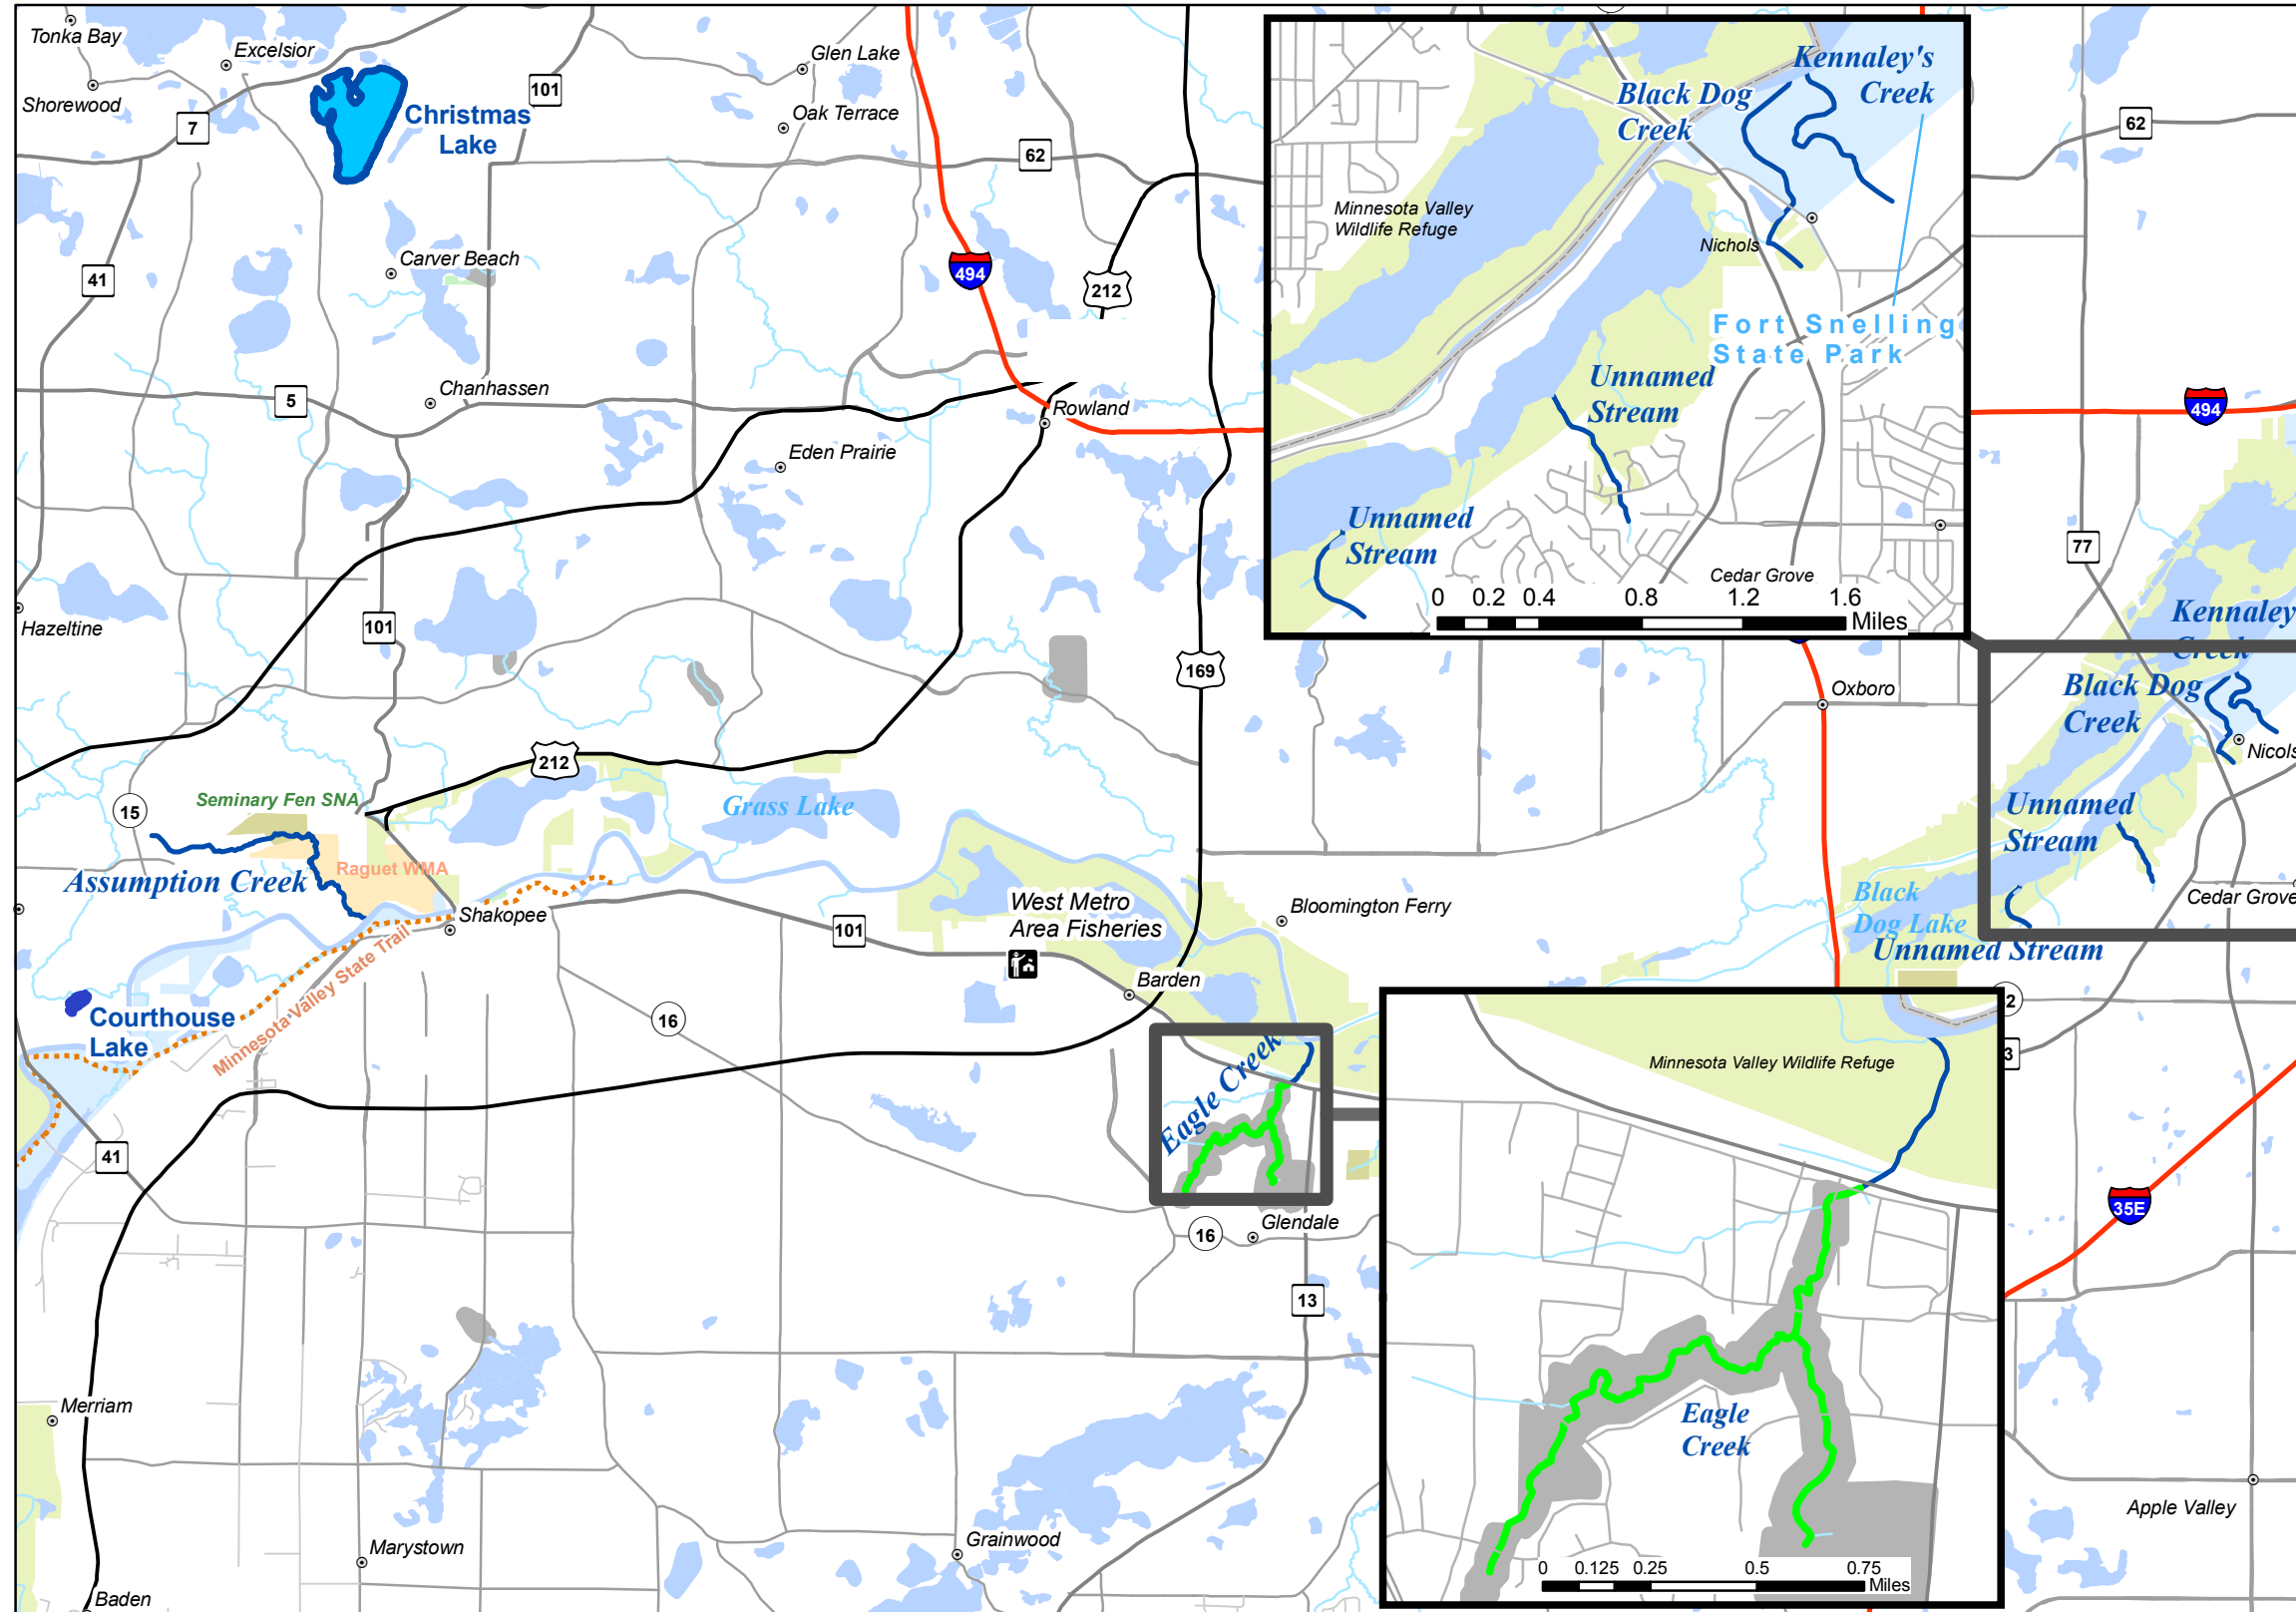 Tonka Bay
Excelsior
Shorewood
7
Christmas
Lake
101
Glen Lake
Oak Terrace
62
41
Carver Beach
494
212
5
Chanhassen
Rowland
Eden Prairie
Hazeltine
101
169
212
15
Seminary Fen SNA
Grass Lake
Raguet WMA
Assumption Creek
Shakopee
Minnesota Valley State Trail
101
West Metro
Area Fisheries
Bloomington Ferry
Barden
Courthouse
Lake
16
Eagle Creek
41
16
Glendale
13
Merriam
Marystown
Grainwood
Baden
Kennaley's
Creek
Black Dog
Creek
Minnesota Valley
Wildlife Refuge
Nichols
Fort Snelling
State Park
Unnamed
Stream
Unnamed
Stream
Cedar Grove
0 0.2 0.4 0.8 1.2 1.6
Miles
62
494
77
Oxboro
Kennaley
Creek
Black Dog
Creek
Nicols
Unnamed
Stream
Cedar Grove
Black
Dog Lake
Unnamed Stream
2
3
Minnesota Valley Wildlife Refuge
Eagle
Creek
0 0.125 0.25 0.5 0.75
Miles
35E
Apple Valley